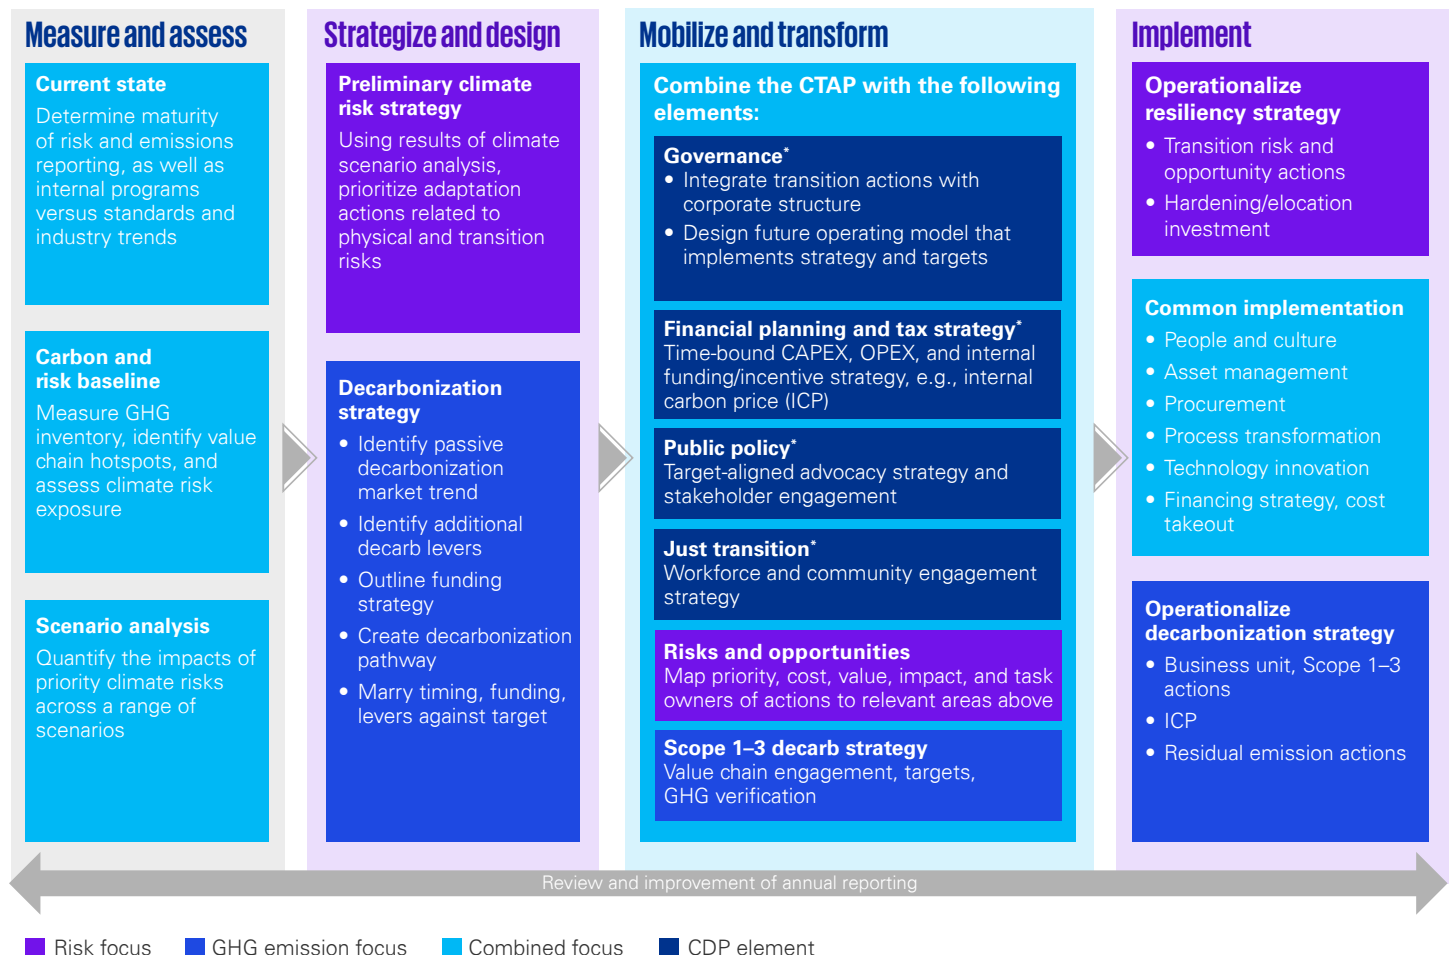 Measure and assess
Current state
Determine maturity
of risk and emissions
reporting, as well as
internal programs
versus standards and
industry trends
Carbon and
risk baseline
Measure GHG
inventory, identify value
chain hotspots, and
assess climate risk
exposure
Scenario analysis
Quantify the impacts of
priority climate risks
across a range of
scenarios
Strategize and design
Preliminary climate
risk strategy
Using results of climate
scenario analysis,
prioritize adaptation
actions related to
physical and transition
risks
Decarbonization
strategy
• Identify passive
decarbonization
market trend
• Identify additional
decarb levers
• Outline funding
strategy
• Create decarbonization
pathway
• Marry timing, funding,
levers against target
Mobilize and transform
Combine the CTAP with the following
elements:
Governance*
• Integrate transition actions with
corporate structure
• Design future operating model that
implements strategy and targets
Financial planning and tax strategy*
Time-bound CAPEX, OPEX, and internal
funding/incentive strategy, e.g., internal
carbon price (ICP)
Public policy*
Target-aligned advocacy strategy and
stakeholder engagement
Just transition*
Workforce and community engagement
strategy
Risks and opportunities
Map priority, cost, value, impact, and task
owners of actions to relevant areas above
Scope 1–3 decarb strategy
Value chain engagement, targets,
GHG verification
Implement
Operationalize
resiliency strategy
• Transition risk and
opportunity actions
• Hardening/elocation
investment
Common implementation
• People and culture
• Asset management
• Procurement
• Process transformation
• Technology innovation
• Financing strategy, cost
takeout
Operationalize
decarbonization strategy
• Business unit, Scope 1–3
actions
• ICP
• Residual emission actions
Review and improvement of annual reporting
Risk focus
GHG emission focus
Combined focus
CDP element